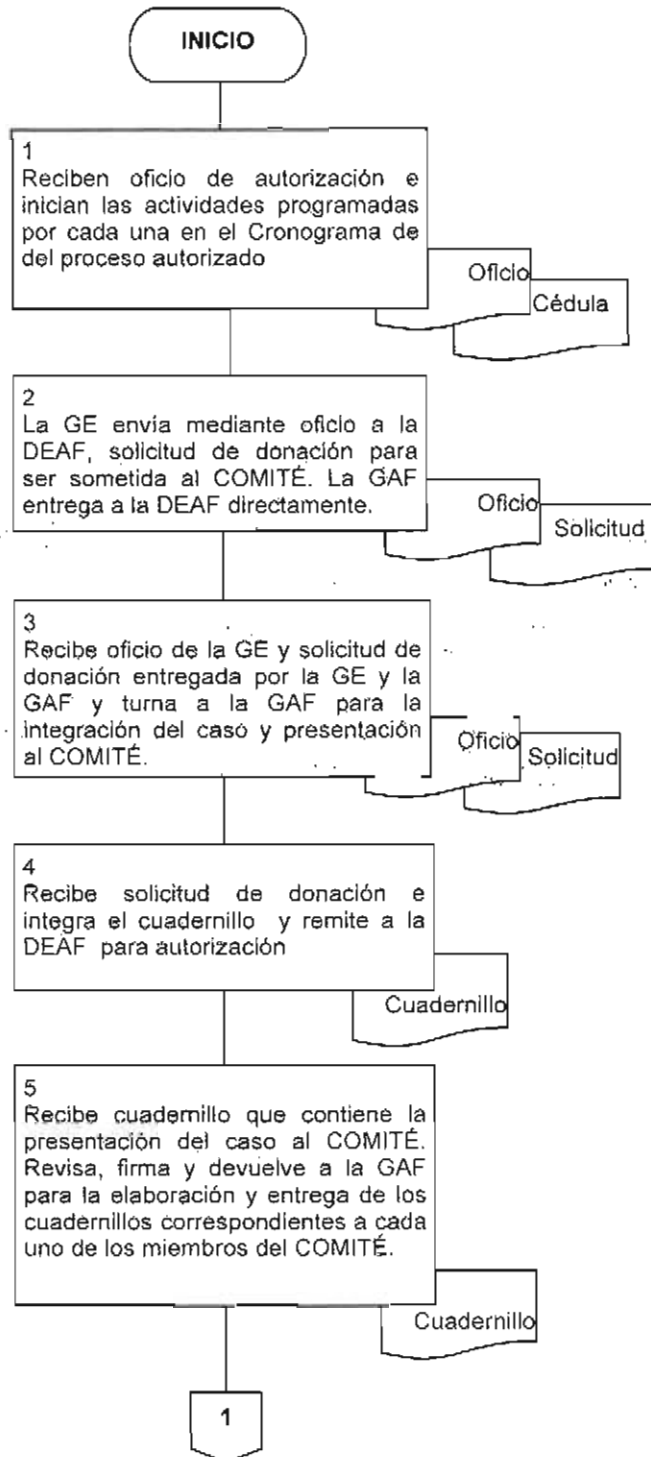 INICIO
1
Reciben oficio de autorización e
inician las actividades programadas
por cada una en el Cronograma de
del proceso autorizado
Oficio
Cédula
2
La GE envía mediante oficio a la
DEAF, solicitud de donación para
ser sometida al COMITÉ. La GAF
entrega a la DEAF directamente.
Oficio
Solicitud
3
Recibe oficio de la GE y solicitud de
donación entregada por la GE y la
GAF y turna a la GAF para la
integración del caso y presentación
al COMITÉ.
Oficio
Solicitud
4
Recibe solicitud de donación e
integra el cuadernillo y remite a la
DEAF para autorización
Cuadernillo
5
Recibe cuadernillo que contiene la
presentación del caso al COMITÉ.
Revisa, firma y devuelve a la GAF
para la elaboración y entrega de los
cuadernillos correspondientes a cada
uno de los miembros del COMITÉ.
Cuadernillo
1